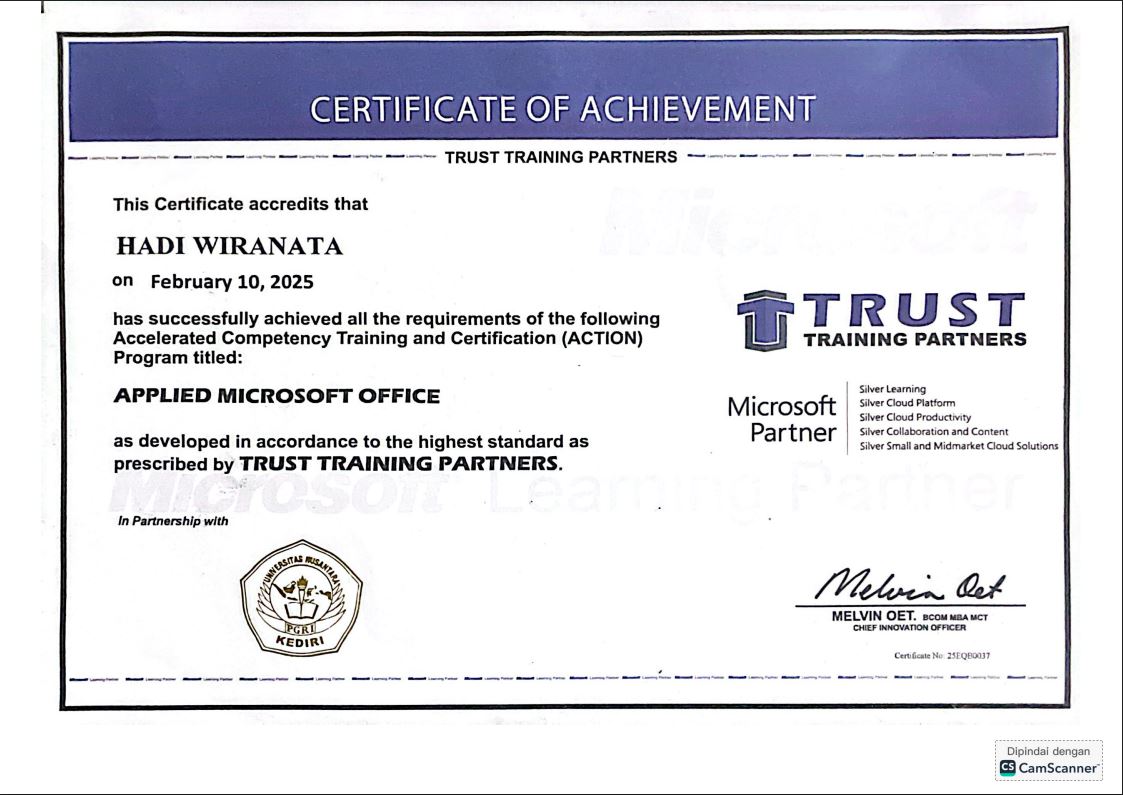 CERTIFICATE OF ACHIEVEMENT
TRUST TRAINING PARTNERS
This Certificate accredits that
HADI WIRANATA
on February 10, 2025
has successfully achieved all the requirements of the following
Accelerated Competency Training and Certification (ACTION)
Program titled:
APPLIED MICROSOFT OFFICE
as developed in accordance to the highest standard as
prescribed by TRUST TRAINING PARTNERS.
Microsoft
TRUST
TRAINING PARTNERS
Microsoft
Partner
Silver Learning
Silver Cloud Platform
Silver Cloud Productivity
Silver Collaboration and Content
Silver Small and Midmarket Cloud Solutions
Microsoft Learning Partner
In Partnership with
UNIVERSITAS NUSANTARA
PGRI
KEDIRI
Melvin Oet
MELVIN OET. BCOM MBA MCT
CHIEF INNOVATION OFFICER
Certificate No: 25EQB0037
Dipindai dengan
CS CamScanner